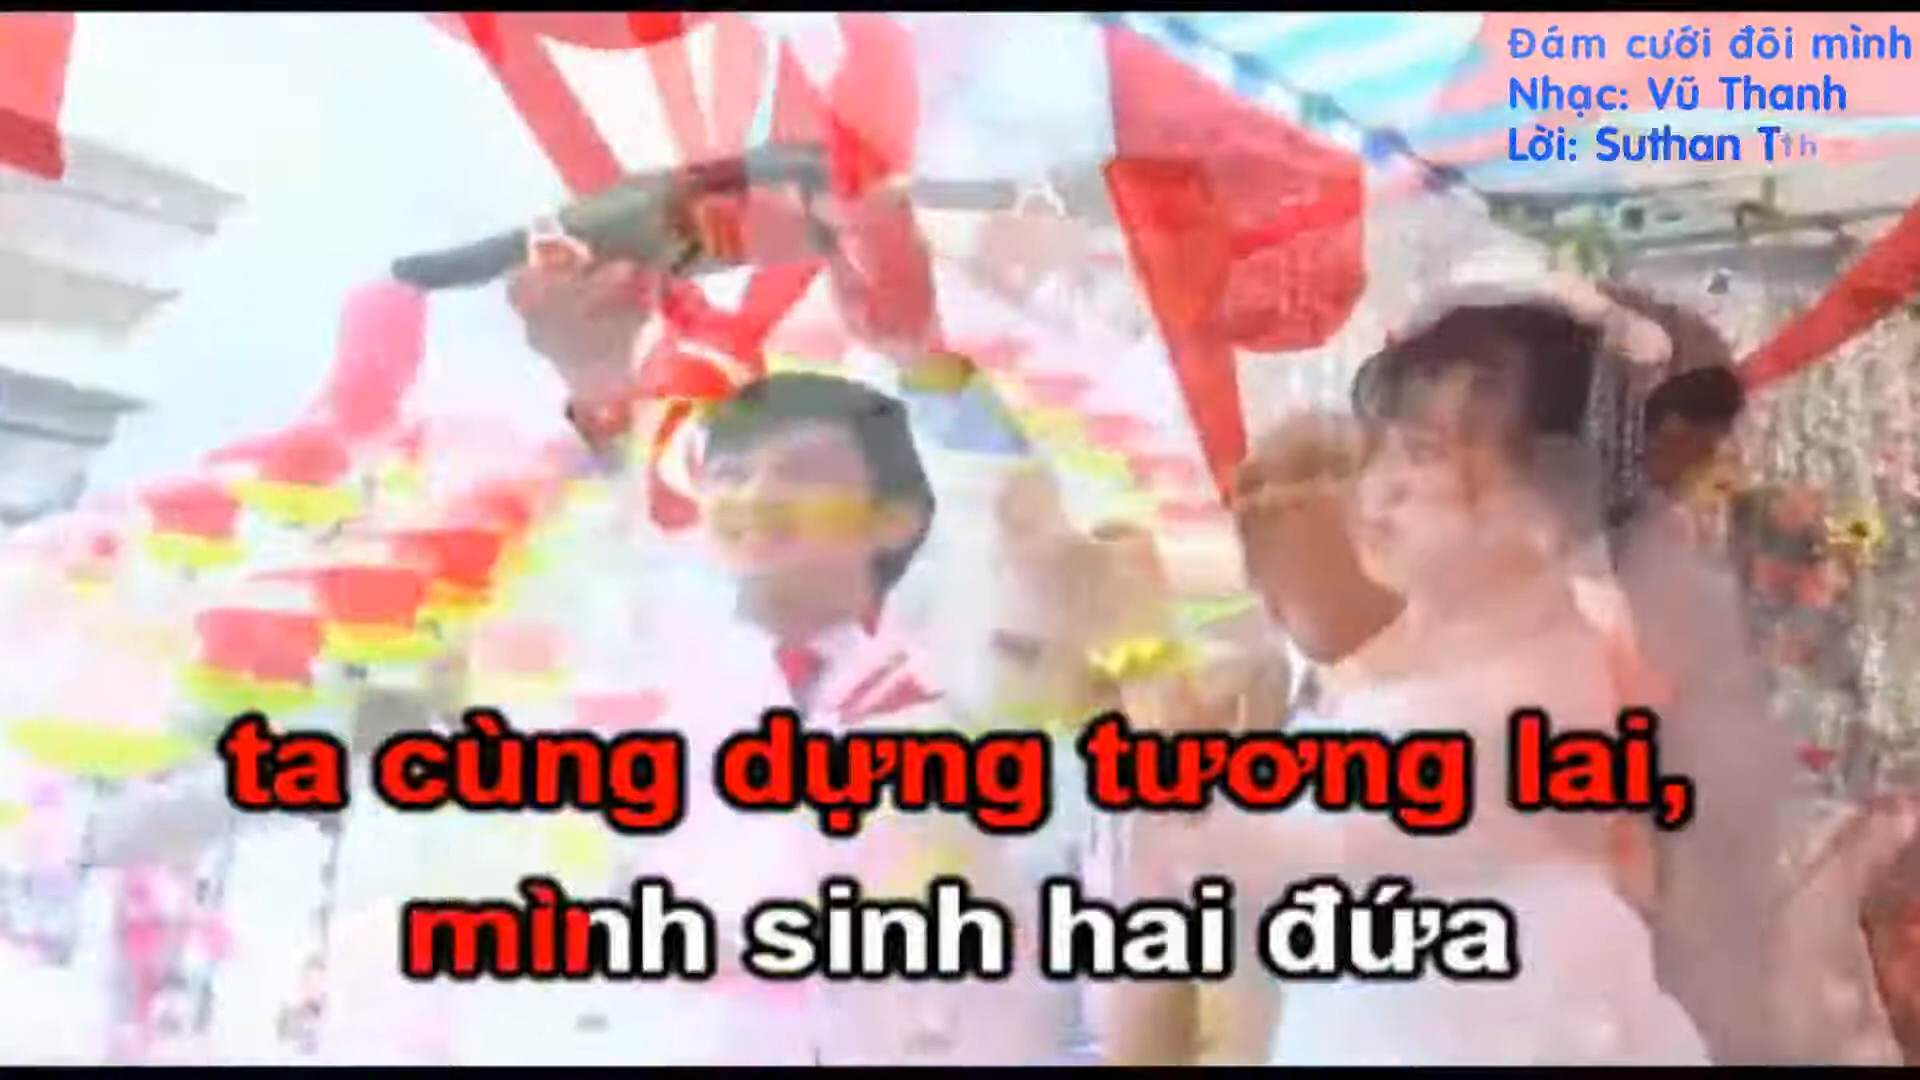 Đám cưới đôi mình
Nhạc: Vũ Thanh
Lời: Suthan T
ta cùng dựng tương lai,
mình sinh hai đứa